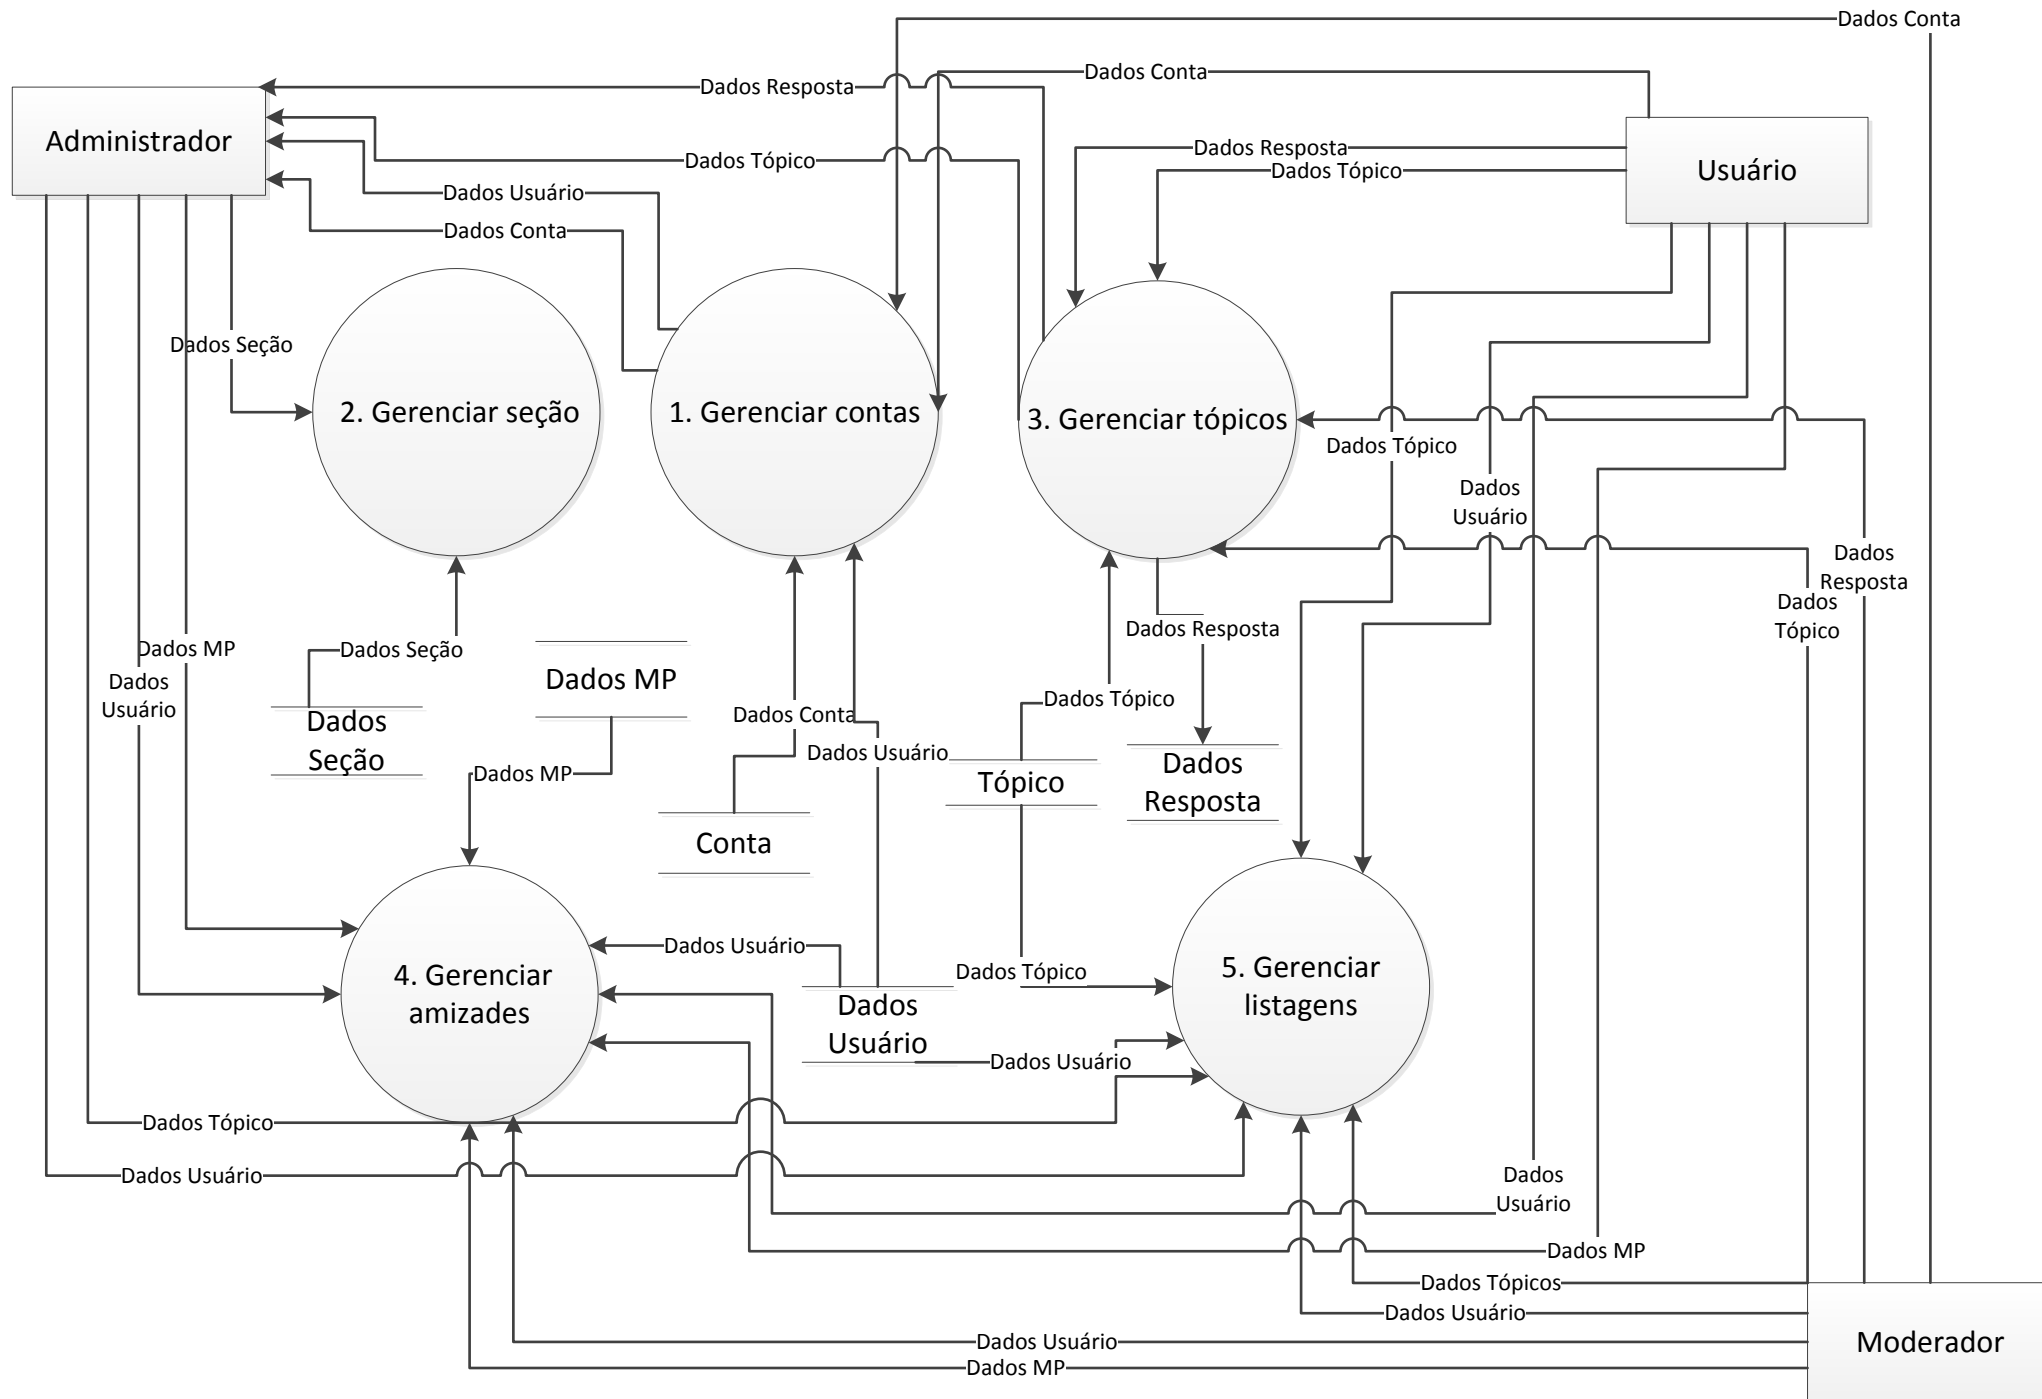 Dados Conta
Dados Conta
Dados Resposta
Administrador
Dados Resposta
Dados Tópico
Dados Tópico
Usuário
Dados Usuário
Dados Conta
Dados Seção
2. Gerenciar seção
1. Gerenciar contas
3. Gerenciar tópicos
Dados Tópico
Dados
Usuário
Dados
Resposta
Dados
Tópico
Dados Resposta
Dados MP
Dados Seção
Dados MP
Dados
Usuário
Dados Tópico
Dados Conta
Dados
Seção
Dados Usuário
Dados MP
Tópico
Dados
Resposta
Conta
Dados Usuário
Dados Tópico
4. Gerenciar
amizades
5. Gerenciar
listagens
Dados
Usuário
Dados Usuário
Dados Tópico
Dados Usuário
Dados
Usuário
Dados MP
Dados Tópicos
Dados Usuário
Dados Usuário
Dados MP
Moderador